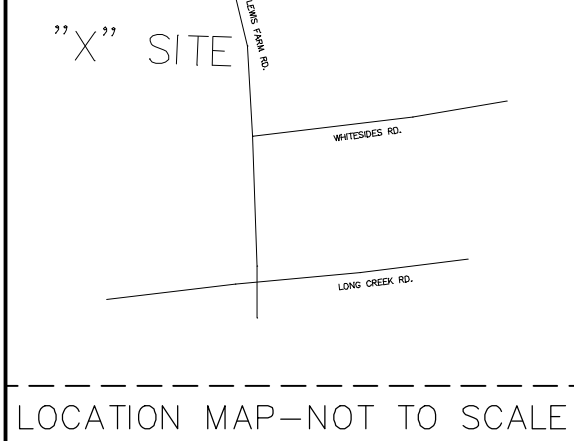 LEWIS FARM RD.
"X" SITE
WHITESIDES RD.
LONG CREEK RD.
LOCATION MAP-NOT TO SCALE